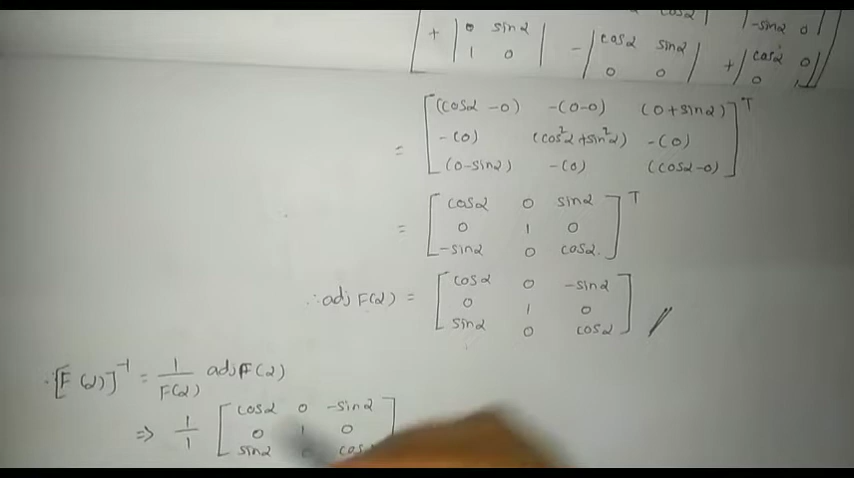 cosα | | -sinα 0 |
+ | 0 sinα | - | cosα sinα | + | cosα 0 |
1 0 0 0 0
= [ (cosα -0) -(0-0) (0+sinα) ]ᵀ
-(0) (cos²α+sin²α) -(0)
(0-sinα) -(0) (cosα-0)
= [ cosα 0 sinα ]ᵀ
0 1 0
-sinα 0 cosα.
∴adj F(α) = [ cosα 0 -sinα ]
0 1 0
sinα 0 cosα
∴[F(α)]⁻¹ = 1/F(α) adj F(α)
⇒ 1/1 [ cosα 0 -sinα ]
0 1 0
sinα